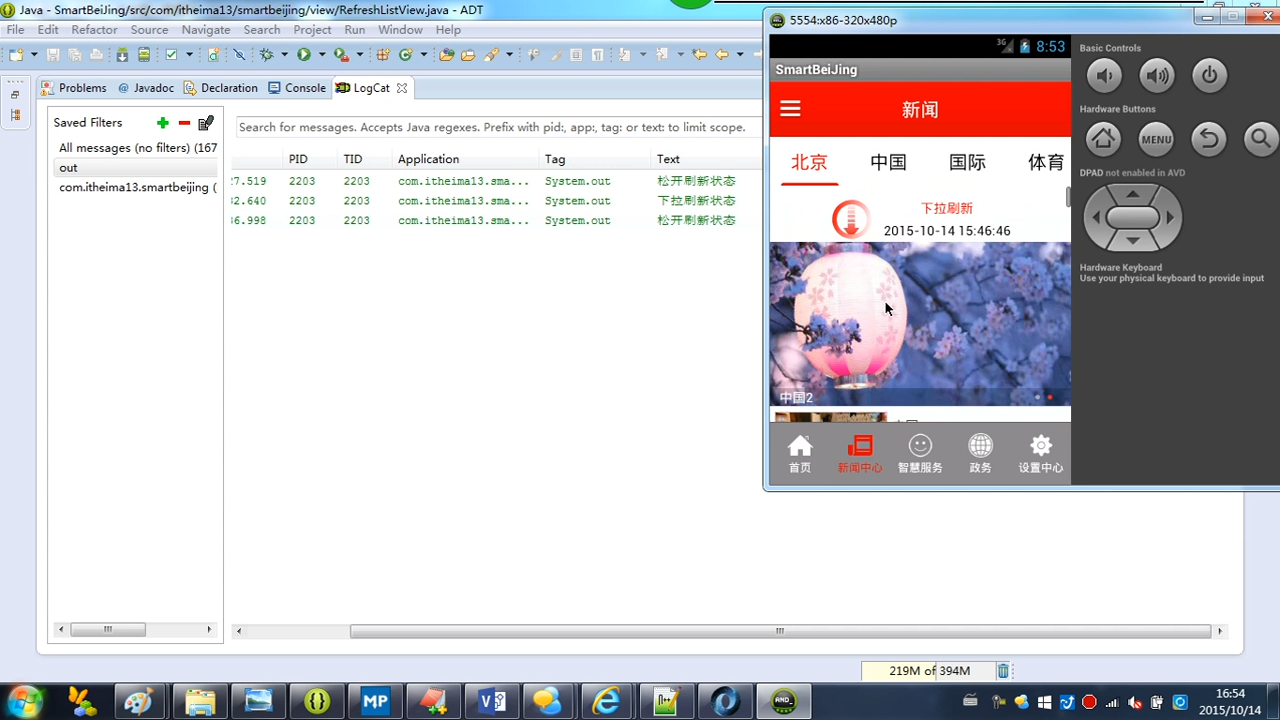 Java - SmartBeijing/src/com/itheima13/smartbeijing/view/RefreshListView.java - ADT
File Edit Refactor Source Navigate Search Project Run Window Help
Problems @ Javadoc Declaration Console LogCat
Saved Filters
Search for messages. Accepts Java regexes. Prefix with pid:, app:, tag: or text: to limit scope.
All messages (no filters) (167
out
com.itheima13.smartbeijing (
PID TID Application Tag Text
7.519 2203 2203 com.itheima13.sma... System.out 松开刷新状态
2.640 2203 2203 com.itheima13.sma... System.out 下拉刷新状态
6.950 2203 2203 com.itheima13.sma... System.out 松开刷新状态
5554:x86-320x480p
3G 8:53
SmartBeiJing
新闻
北京 中国 国际 体育
下拉刷新
2015-10-14 15:46:46
中国2
首页 新闻中心 智慧服务 政务 设置中心
Basic Controls
Hardware Buttons
MENU
DPAD not enabled in AVD
Hardware Keyboard
Use your physical keyboard to provide input
219M of 394M
MP
16:54
2015/10/14